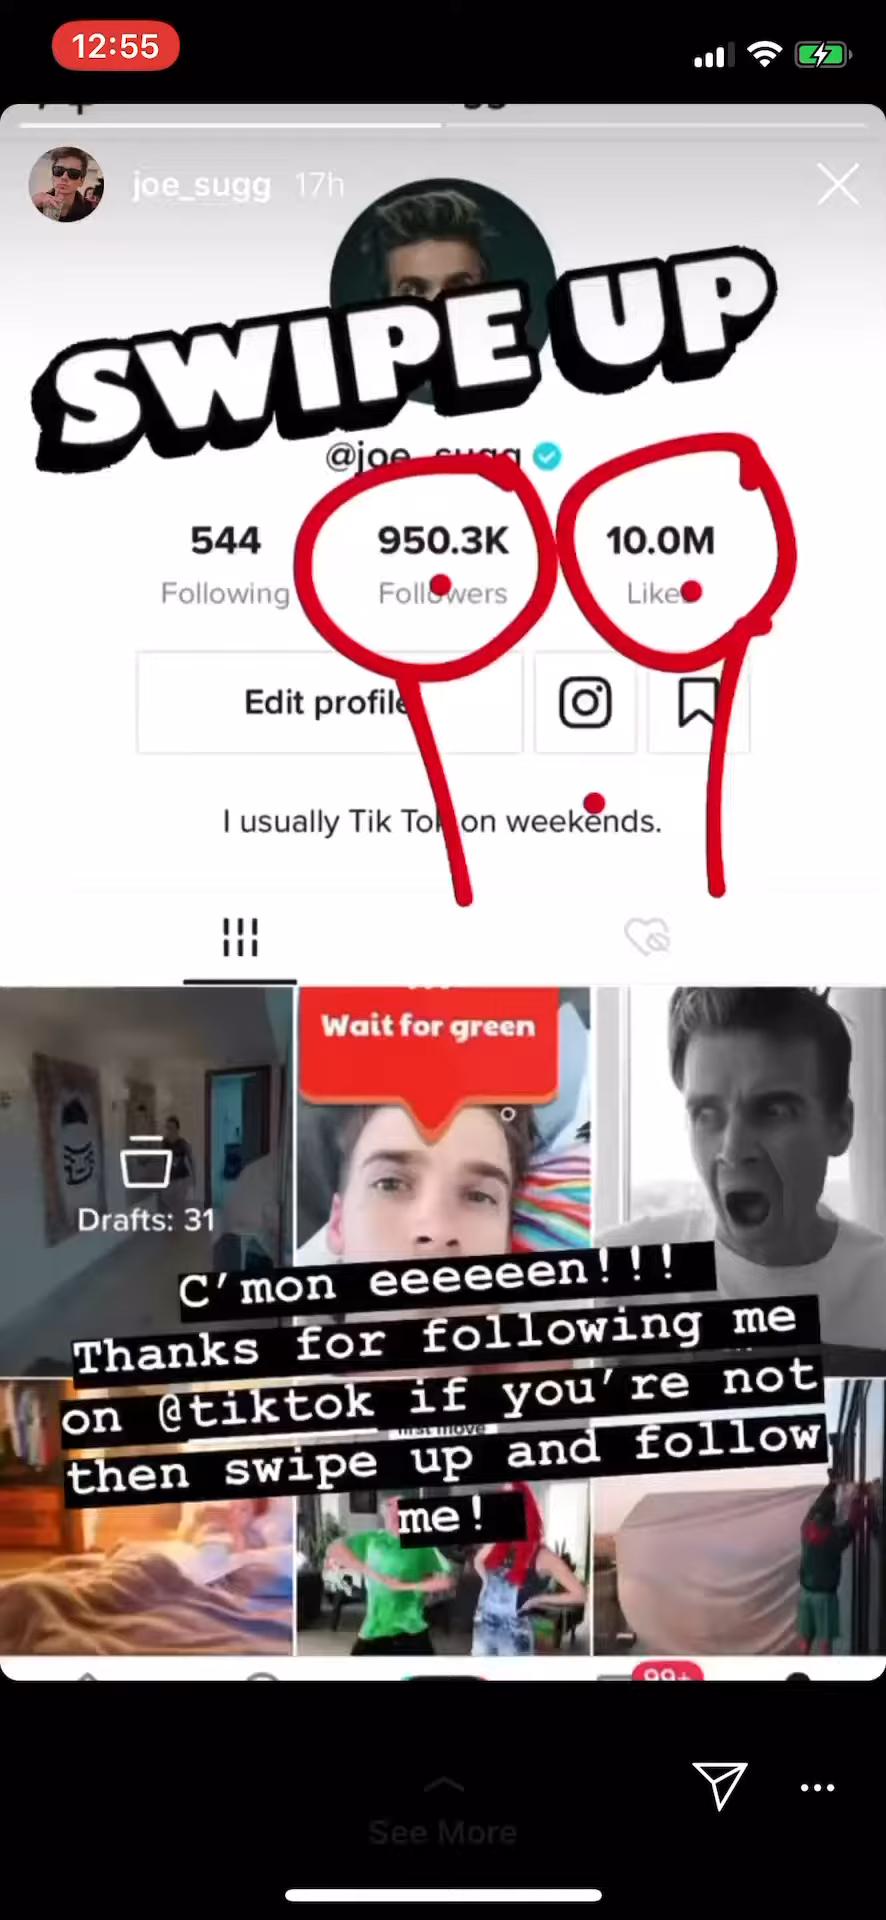 12:55
joe_sugg 17h
SWIPE UP
@joe_sugg
544 950.3K 10.0M
Following Followers Likes
Edit profile
I usually Tik Tok on weekends.
Wait for green
Drafts: 31
C'mon eeeeeen!!!
Thanks for following me
on @tiktok if you're not
then swipe up and follow
me!
99+
See More